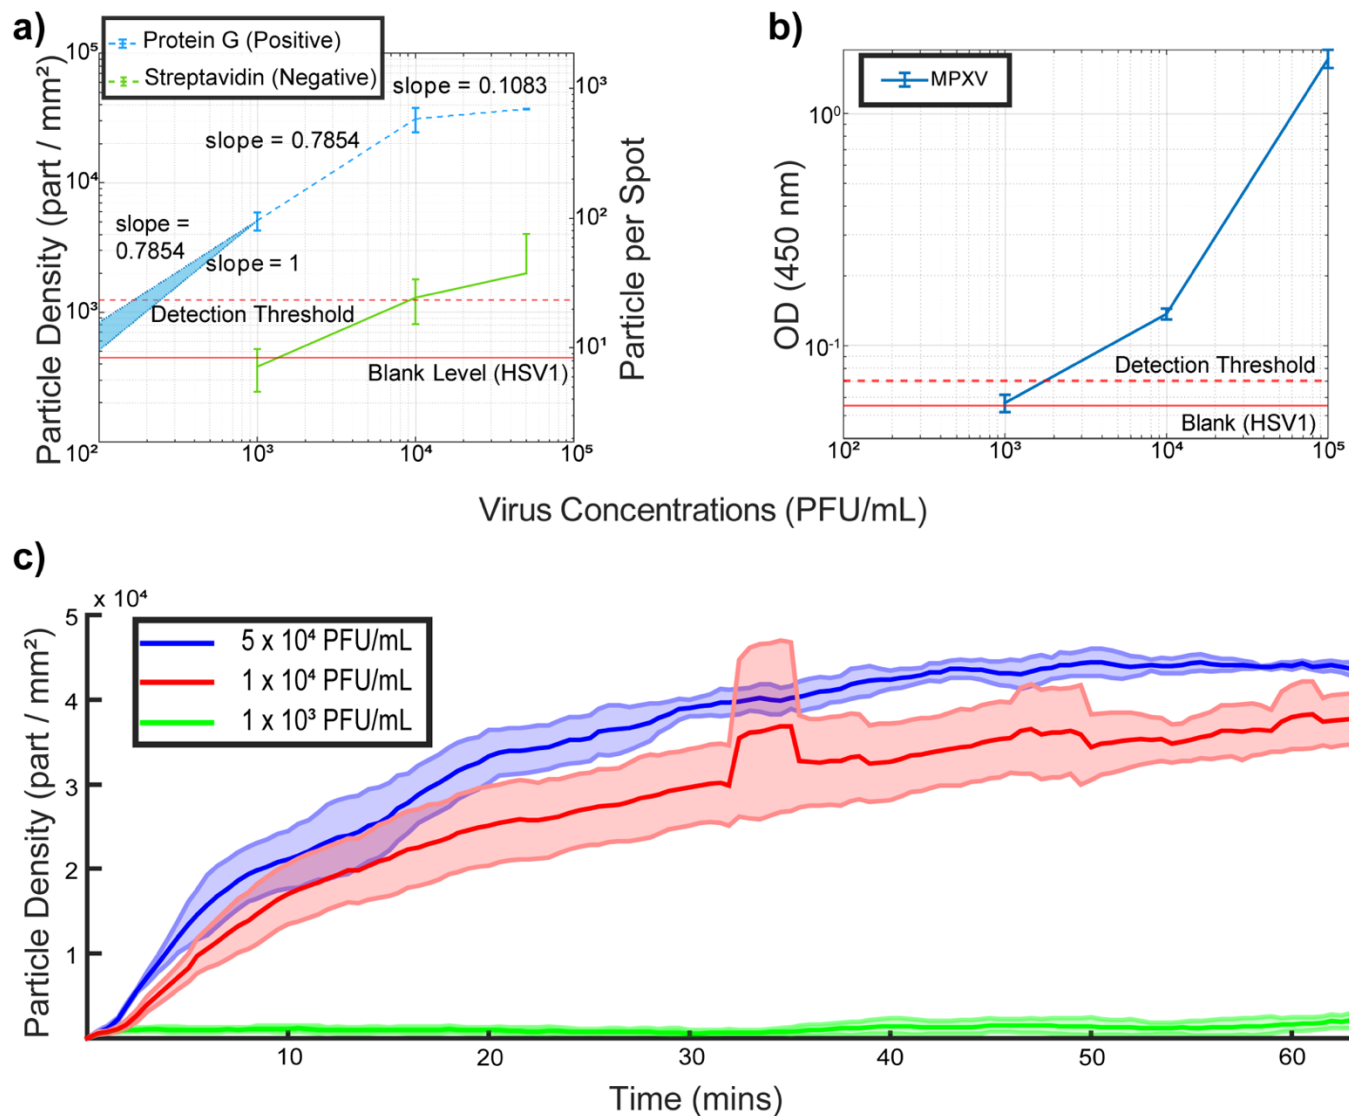 a)
Protein G (Positive)
Streptavidin (Negative)
Particle Density (part / mm²)
10⁵
10⁴
10³
10²
slope = 0.1083
slope = 0.7854
slope =
0.7854
slope = 1
Detection Threshold
Blank Level (HSV1)
10³
10²
10¹
Particle per Spot
10² 10³ 10⁴ 10⁵
b)
MPXV
OD (450 nm)
10⁰
10⁻¹
Detection Threshold
Blank (HSV1)
10² 10³ 10⁴ 10⁵
Virus Concentrations (PFU/mL)
c)
x 10⁴
Particle Density (part / mm²)
5
4
3
2
1
5 x 10⁴ PFU/mL
1 x 10⁴ PFU/mL
1 x 10³ PFU/mL
10 20 30 40 50 60
Time (mins)